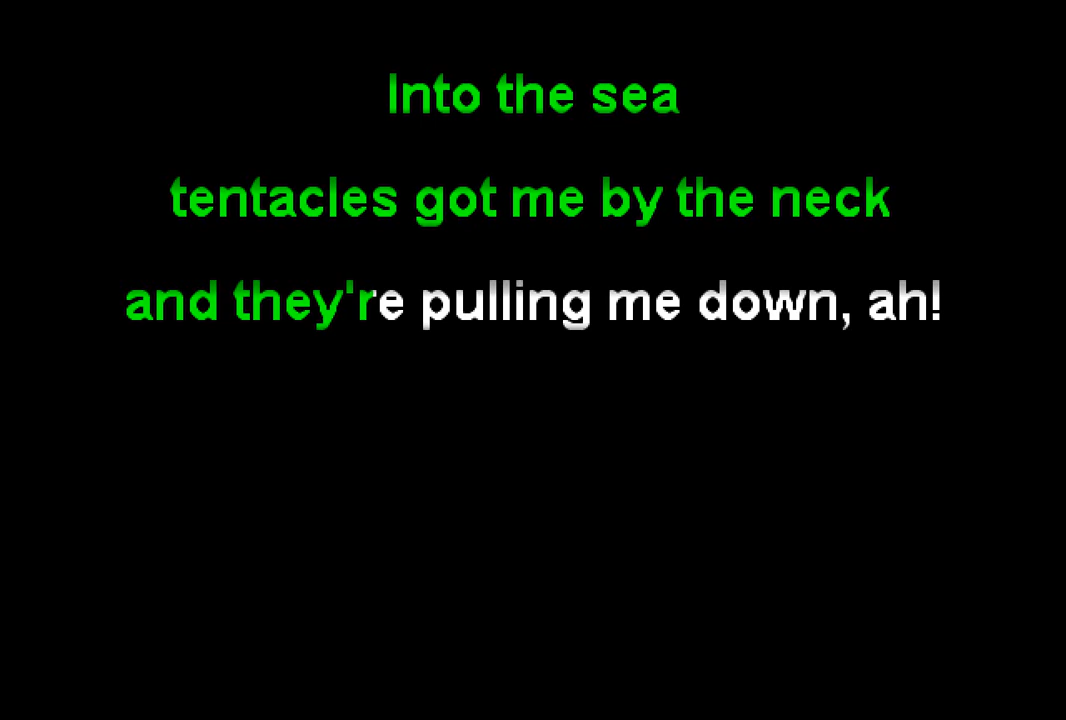 Into the sea
tentacles got me by the neck
and they're pulling me down, ah!